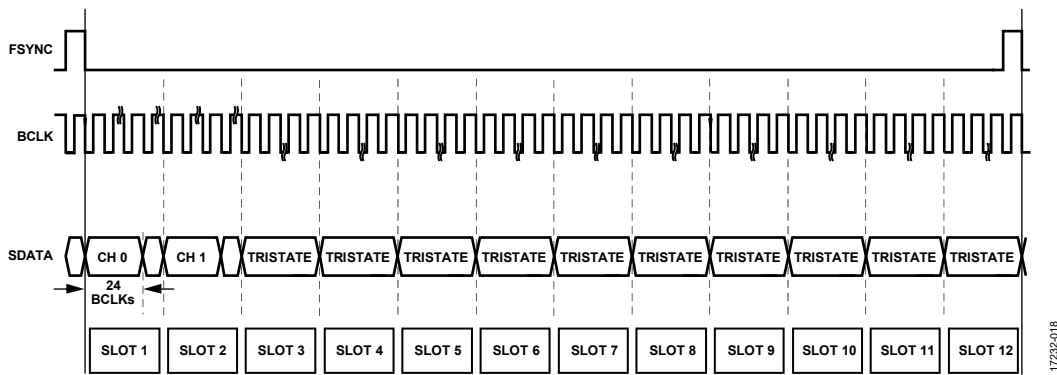 FSYNC
BCLK
SDATA
CH 0
CH 1
TRISTATE
TRISTATE
TRISTATE
TRISTATE
TRISTATE
TRISTATE
TRISTATE
TRISTATE
TRISTATE
TRISTATE
24
BCLKs
SLOT 1
SLOT 2
SLOT 3
SLOT 4
SLOT 5
SLOT 6
SLOT 7
SLOT 8
SLOT 9
SLOT 10
SLOT 11
SLOT 12
17232-018